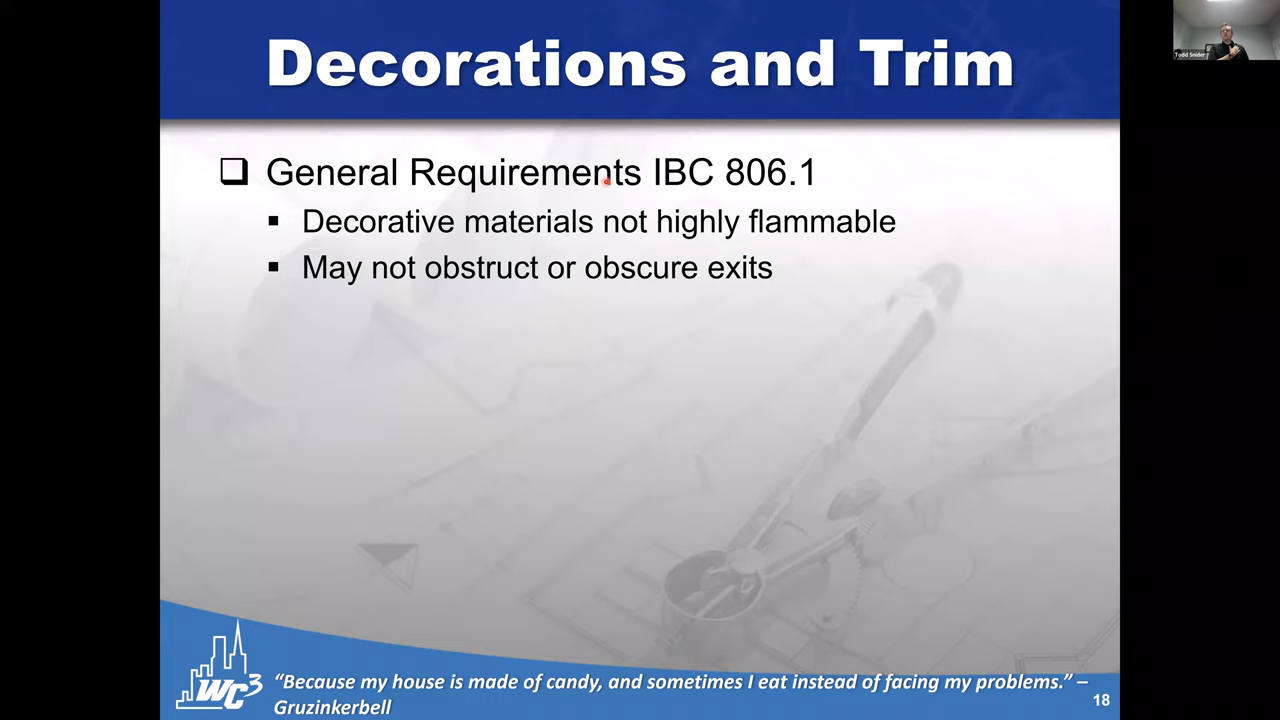 Decorations and Trim
Todd Snider
General Requirements IBC 806.1
Decorative materials not highly flammable
May not obstruct or obscure exits
WC3
“Because my house is made of candy, and sometimes I eat instead of facing my problems.” –
Gruzinkerbell
18